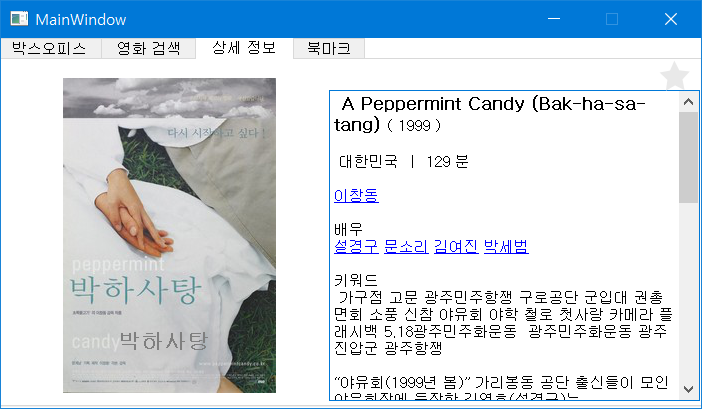 MainWindow
박스오피스 영화 검색 상세 정보 북마크
다시 시작하고 싶다!
peppermint
박하사탕
candy박하사탕
A Peppermint Candy (Bak-ha-sa-
tang) ( 1999 )
대한민국 ㅣ 129 분
이창동
배우
설경구 문소리 김여진 박세범
키워드
가구점 고문 광주민주항쟁 구로공단 군입대 권총
면회 소풍 신참 야유회 야학 철로 첫사랑 카메라 플
래시백 5.18광주민주화운동 광주민주화운동 광주
진압군 광주항쟁
“야유회(1999년 봄)” 가리봉동 공단 출신들이 모인
야유회장에 등장한 김영호(설경구)는